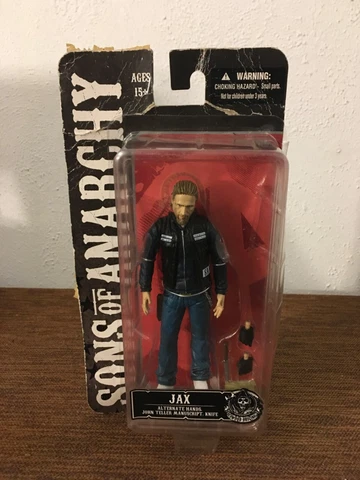 SONS OF ANARCHY
AGES
15+
WARNING:
CHOKING HAZARD - Small parts.
Not for children under 3 years.
JAX
ALTERNATE HANDS,
JOHN TELLER MANUSCRIPT, KNIFE